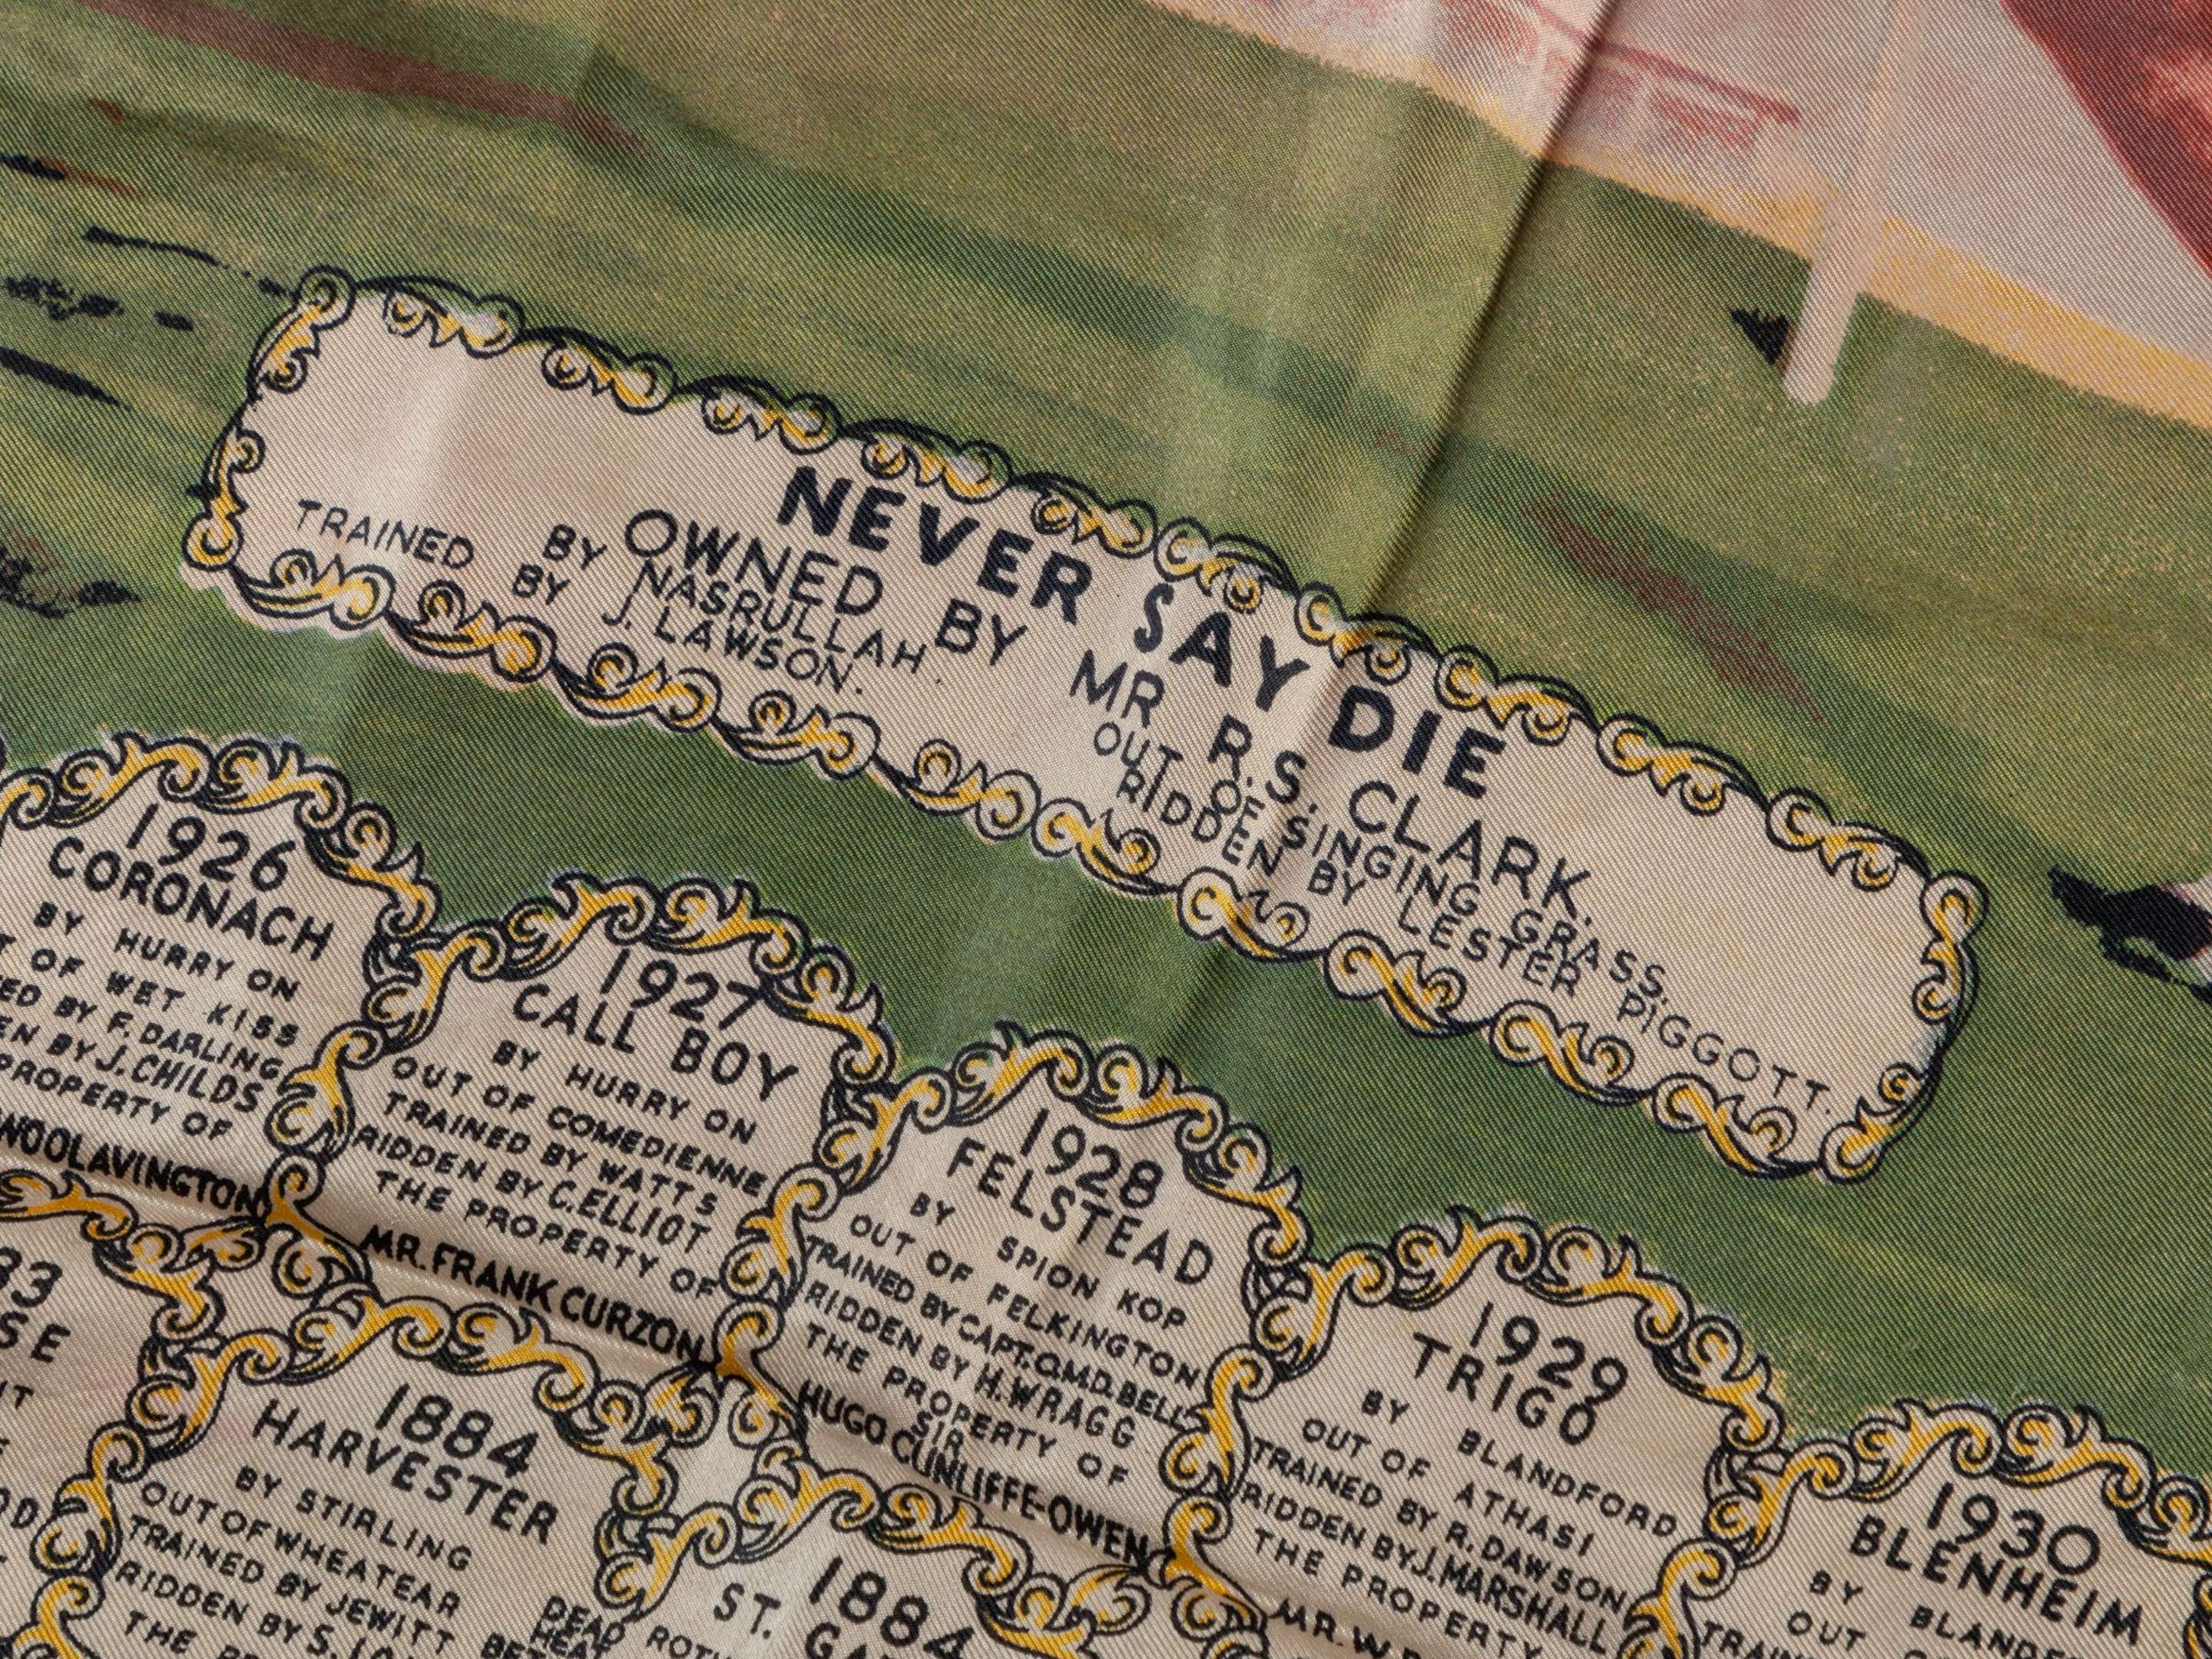 NEVER SAY DIE
OWNED BY MR R.S. CLARK.
BY NASRULLAH. OUT OF SINGING GRASS.
TRAINED BY J. LAWSON. RIDDEN BY LESTER PIGGOTT.
1926
CORONACH
BY HURRY ON
OF WET KISS
BY F. DARLING
BY J. CHILDS
PROPERTY OF
WOOLAVINGTON
1927
CALL BOY
BY HURRY ON
OUT OF COMEDIENNE
TRAINED BY WATTS
RIDDEN BY C. ELLIOT.
THE PROPERTY OF
MR. FRANK CURZON
1928
FELSTEAD
BY SPION KOP
OUT OF FELKINGTON
TRAINED BY CAPT. O.M.D. BELL
RIDDEN BY H. WRAGG
THE PROPERTY OF
SIR
HUGO CUNLIFFE-OWEN
1929
TRIGO
BY BLANDFORD
OUT OF ATHASI
TRAINED BY R. DAWSON
RIDDEN BY J. MARSHALL
THE PROPERTY
MR. W.
1930
BLENHEIM
BY
OUT
1884
HARVESTER
BY STIRLING
OUT OF WHEATEAR
TRAINED BY JEWITT
RIDDEN BY S.
THE
DEAD
HEAT
1884
ST.